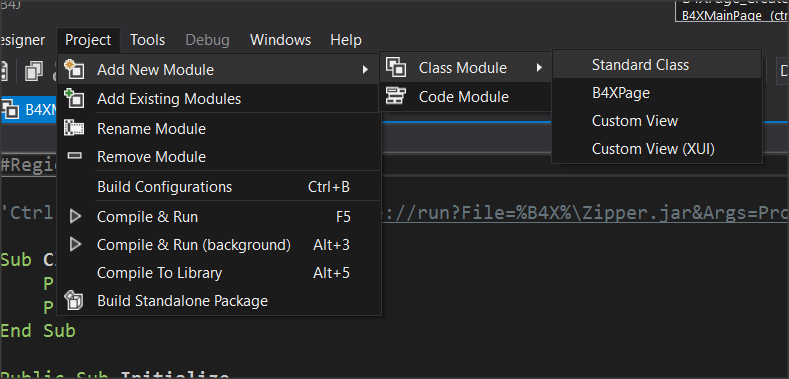 B4J
B4XMainPage (ctr
esigner Project Tools Debug Windows Help
Add New Module
Class Module
Standard Class
Add Existing Modules
Code Module
B4XPage
B4XM
Custom View
Rename Module
Remove Module
Custom View (XUI)
#Regio
Build Configurations Ctrl+B
'Ctrl
://run?File=%B4X%\Zipper.jar&Args=Pro
Compile & Run F5
Compile & Run (background) Alt+3
Sub C
Compile To Library Alt+5
P
Build Standalone Package
P
End Sub
Public Sub Initialize